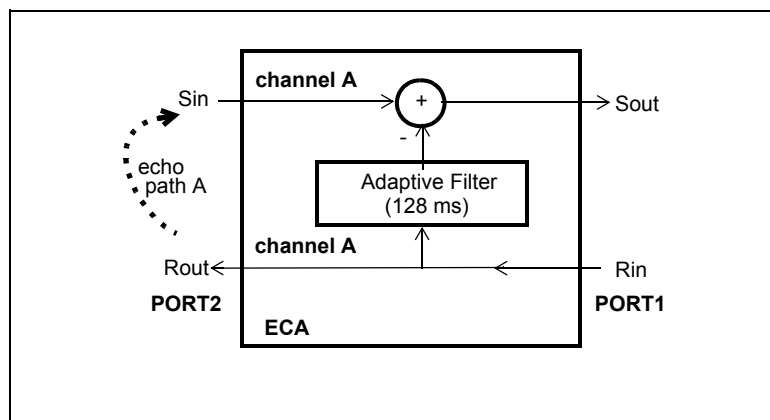 channel A
Sin
+
Sout
-
echo
path A
Adaptive Filter
(128 ms)
channel A
Rout
Rin
PORT2
PORT1
ECA